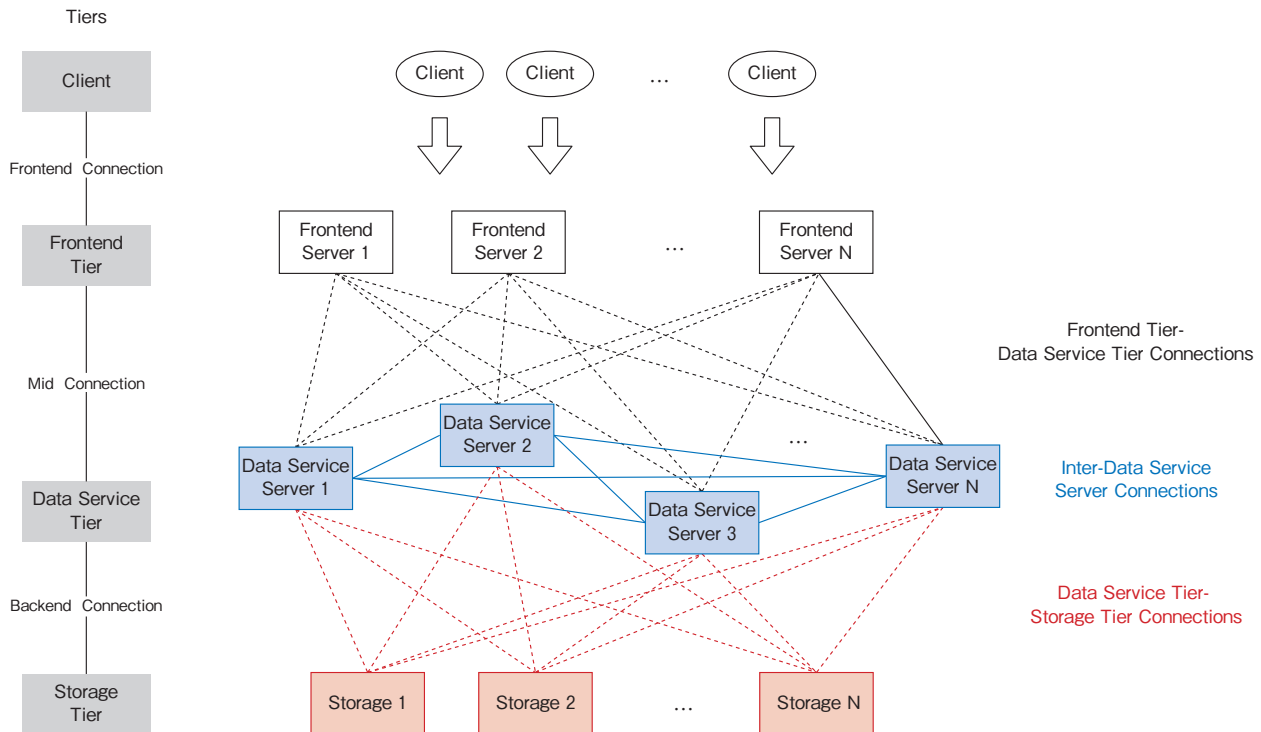 Tiers
Client
Client
Client
...
Client
Frontend Connection
Frontend
Tier
Frontend
Server 1
Frontend
Server 2
...
Frontend
Server N
Mid Connection
Frontend Tier-
Data Service Tier Connections
Data Service
Server 1
Data Service
Server 2
Data Service
Server 3
...
Data Service
Server N
Inter-Data Service
Server Connections
Data Service
Tier
Backend Connection
Data Service Tier-
Storage Tier Connections
Storage
Tier
Storage 1
Storage 2
...
Storage N